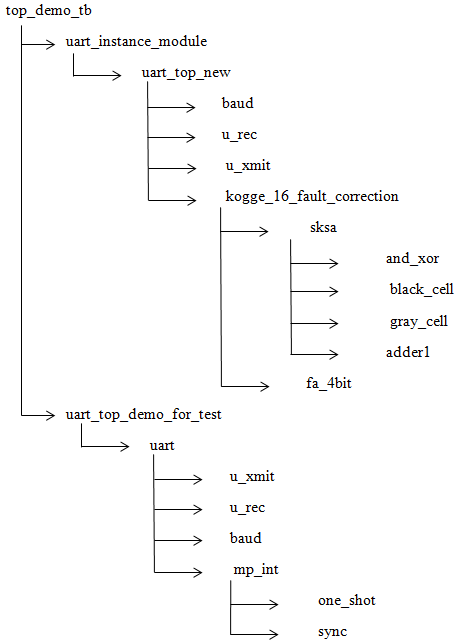 top_demo_tb
uart_instance_module
uart_top_new
baud
u_rec
u_xmit
kogge_16_fault_correction
sksa
and_xor
black_cell
gray_cell
adder1
fa_4bit
uart_top_demo_for_test
uart
u_xmit
u_rec
baud
mp_int
one_shot
sync